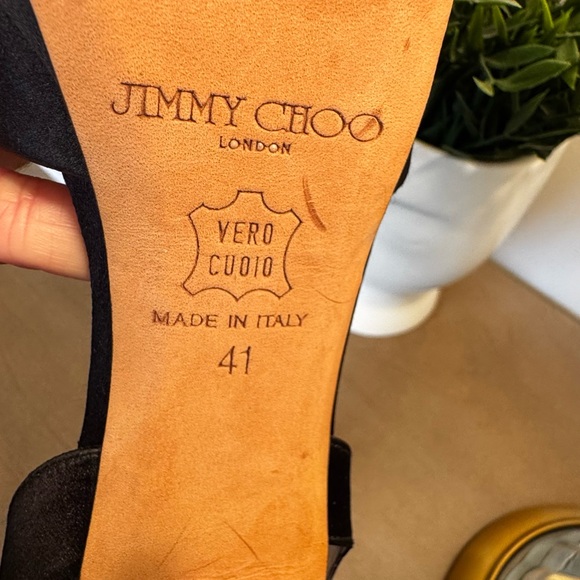 JIMMY CHOO
LONDON
VERO
CUOIO
MADE IN ITALY
41